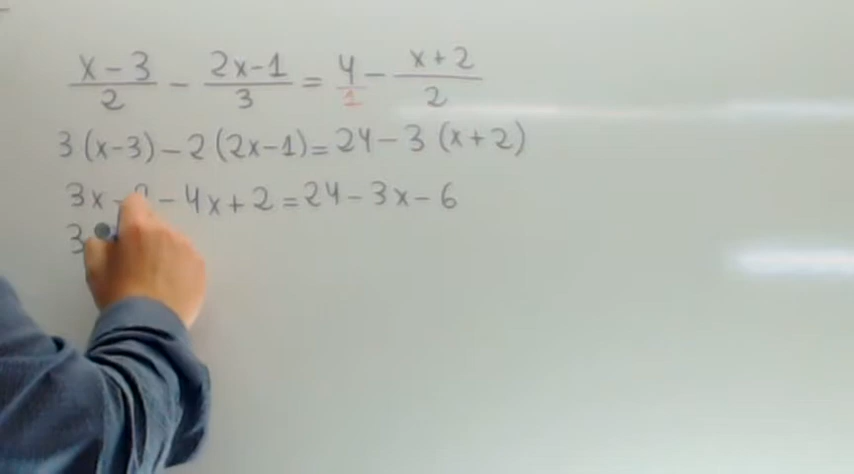 (x-3)/2 - (2x-1)/3 = 4/1 - (x+2)/2
3(x-3)-2(2x-1)=24-3(x+2)
3x - - 4x+2=24-3x-6
3